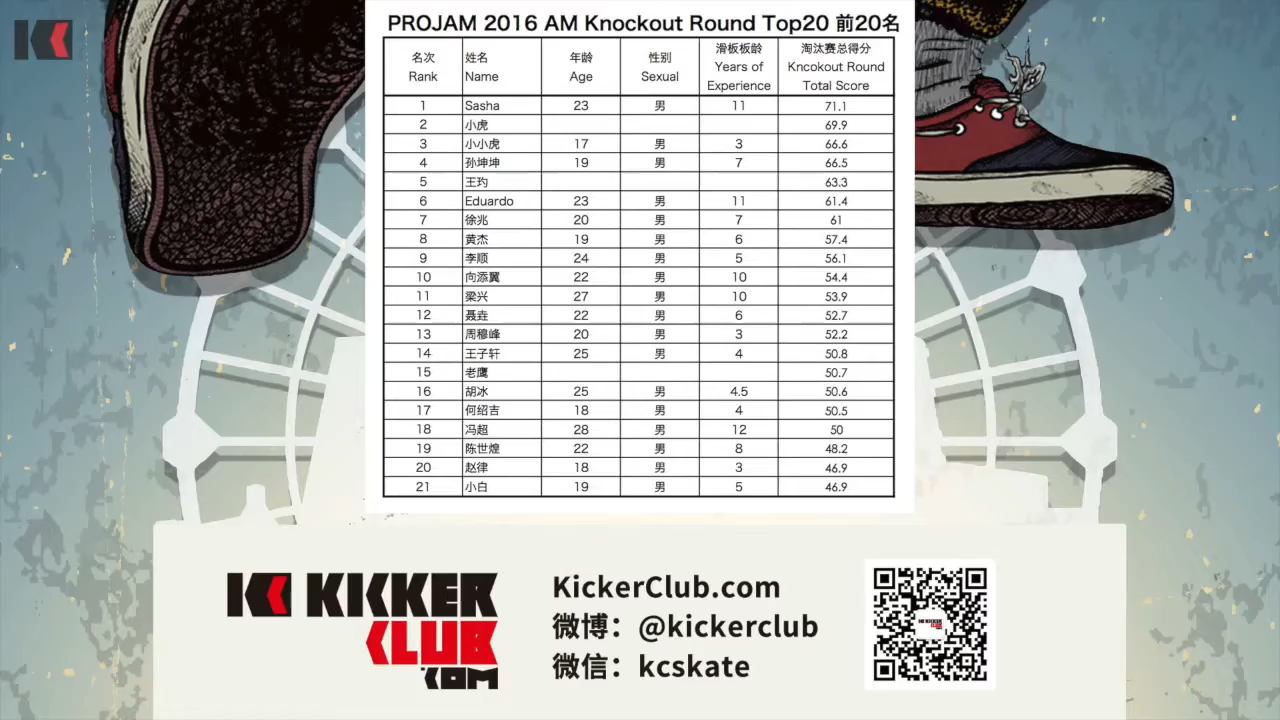 PROJAM 2016 AM Knockout Round Top20 前20名
名次 Rank 姓名 Name 年龄 Age 性别 Sexual 滑板板龄 Years of Experience 淘汰赛总得分 Kncokout Round Total Score
1 Sasha 23 男 11 71.1
2 小虎 69.9
3 小小虎 17 男 3 66.6
4 孙坤坤 19 男 7 66.5
5 王玓 63.3
6 Eduardo 23 男 11 61.4
7 徐兆 20 男 7 61
8 黄杰 19 男 6 57.4
9 李顺 24 男 5 56.1
10 向添翼 22 男 10 54.4
11 梁兴 27 男 10 53.9
12 聂垚 22 男 6 52.7
13 周穆峰 20 男 3 52.2
14 王子轩 25 男 4 50.8
15 老鹰 50.7
16 胡冰 25 男 4.5 50.6
17 何绍吉 18 男 4 50.5
18 冯超 28 男 12 50
19 陈世煌 22 男 8 48.2
20 赵律 18 男 3 46.9
21 小白 19 男 5 46.9
KICKER
CLUB
.COM
KickerClub.com
微博：@kickerclub
微信：kcskate